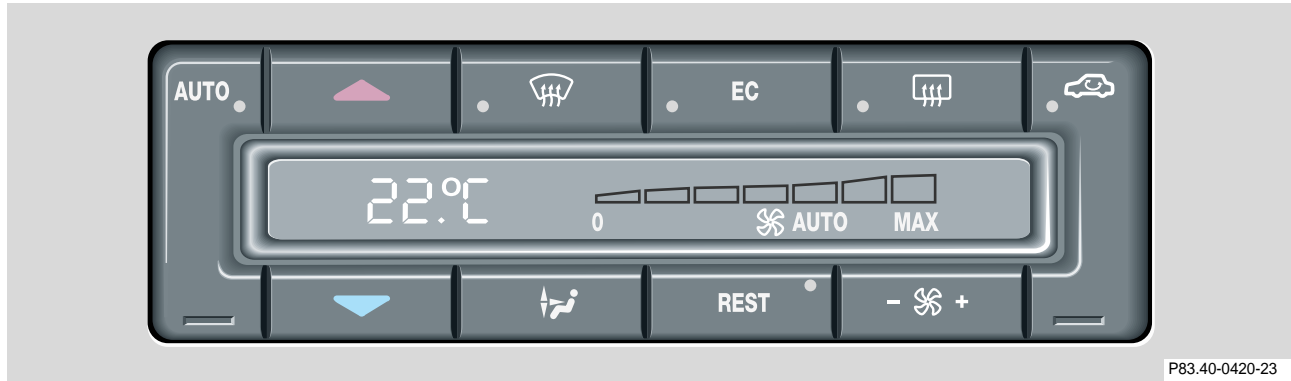 AUTO
EC
22.°C
0 AUTO MAX
REST - +
P83.40-0420-23